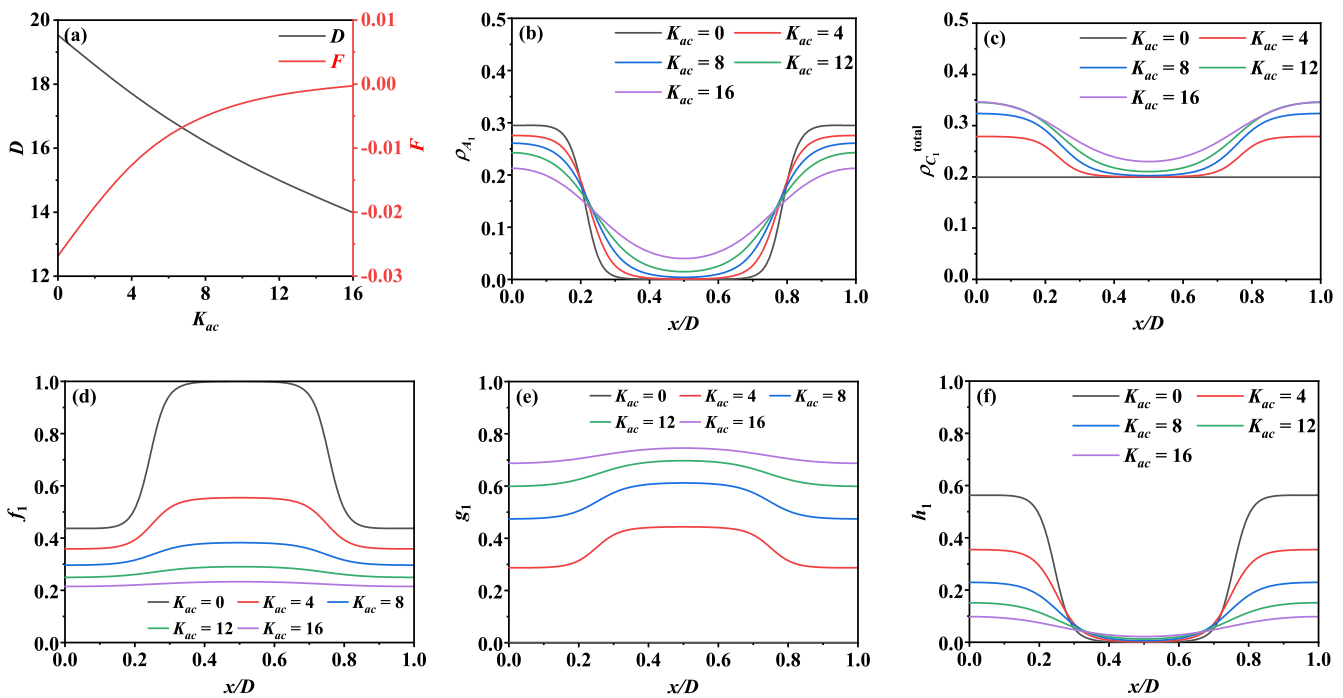 (a)
D
F
20
18
16
14
12
D
0.01
0.00
-0.01
-0.02
-0.03
F
0 4 8 12 16
K_ac
(b)
K_ac = 0 K_ac = 4
K_ac = 8 K_ac = 12
K_ac = 16
0.5
0.4
0.3
0.2
0.1
0.0
ρ_A₁
0.0 0.2 0.4 0.6 0.8 1.0
x/D
(c)
K_ac = 0 K_ac = 4
K_ac = 8 K_ac = 12
K_ac = 16
0.5
0.4
0.3
0.2
0.1
0.0
ρ_C₁^total
0.0 0.2 0.4 0.6 0.8 1.0
x/D
(d)
1.0
0.8
0.6
0.4
0.2
0.0
f₁
K_ac = 0 K_ac = 4 K_ac = 8
K_ac = 12 K_ac = 16
0.0 0.2 0.4 0.6 0.8 1.0
x/D
(e)
K_ac = 0 K_ac = 4 K_ac = 8
K_ac = 12 K_ac = 16
1.0
0.8
0.6
0.4
0.2
0.0
g₁
0.0 0.2 0.4 0.6 0.8 1.0
x/D
(f)
K_ac = 0 K_ac = 4
K_ac = 8 K_ac = 12
K_ac = 16
1.0
0.8
0.6
0.4
0.2
0.0
h₁
0.0 0.2 0.4 0.6 0.8 1.0
x/D